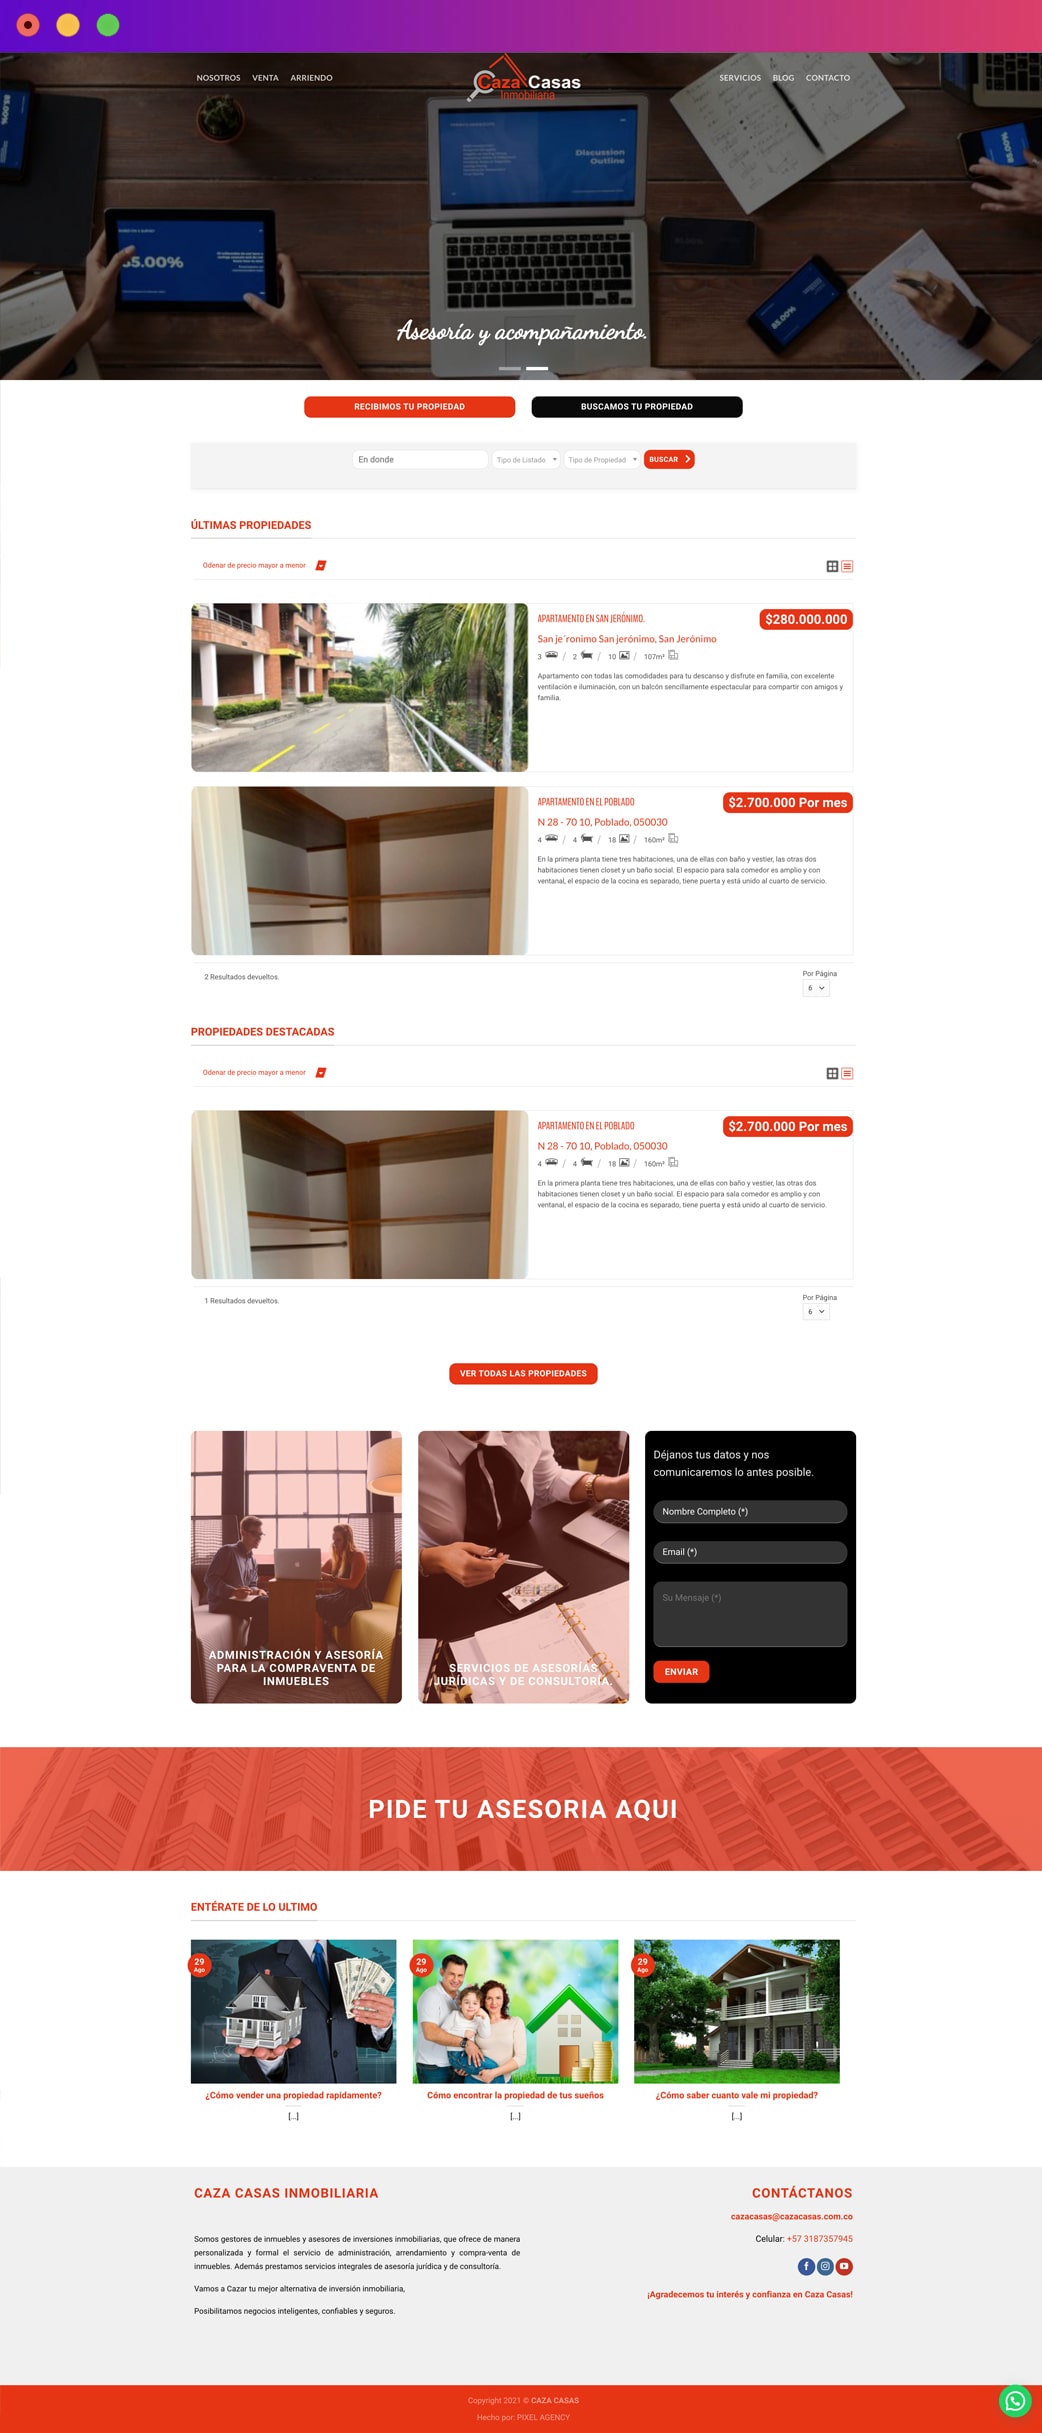 NOSOTROS VENTA ARRIENDO
Caza Casas
Inmobiliaria
SERVICIOS BLOG CONTACTO
Discussion
Outline
85.00%
85.00%
85.00%
Asesoría y acompañamiento.
RECIBIMOS TU PROPIEDAD
BUSCAMOS TU PROPIEDAD
En donde
Tipo de Listado
Tipo de Propiedad
BUSCAR
ÚLTIMAS PROPIEDADES
Odenar de precio mayor a menor
APARTAMENTO EN SAN JERÓNIMO.
$280.000.000
San je´ronimo San jerónimo, San Jerónimo
3 / 2 / 10 / 107m²
Apartamento con todas las comodidades para tu descanso y disfrute en familia, con excelente
ventilación e iluminación, con un balcón sencillamente espectacular para compartir con amigos y
familia.
APARTAMENTO EN EL POBLADO
$2.700.000 Por mes
N 28 - 70 10, Poblado, 050030
4 / 4 / 18 / 160m²
En la primera planta tiene tres habitaciones, una de ellas con baño y vestier, las otras dos
habitaciones tienen closet y un baño social. El espacio para sala comedor es amplio y con
ventanal, el espacio de la cocina es separado, tiene puerta y está unido al cuarto de servicio.
2 Resultados devueltos.
Por Página
6
PROPIEDADES DESTACADAS
Odenar de precio mayor a menor
APARTAMENTO EN EL POBLADO
$2.700.000 Por mes
N 28 - 70 10, Poblado, 050030
4 / 4 / 18 / 160m²
En la primera planta tiene tres habitaciones, una de ellas con baño y vestier, las otras dos
habitaciones tienen closet y un baño social. El espacio para sala comedor es amplio y con
ventanal, el espacio de la cocina es separado, tiene puerta y está unido al cuarto de servicio.
1 Resultados devueltos.
Por Página
6
VER TODAS LAS PROPIEDADES
ADMINISTRACIÓN Y ASESORÍA
PARA LA COMPRAVENTA DE
INMUEBLES
SERVICIOS DE ASESORÍAS
JURÍDICAS Y DE CONSULTORÍA.
Déjanos tus datos y nos
comunicaremos lo antes posible.
Nombre Completo (*)
Email (*)
Su Mensaje (*)
ENVIAR
PIDE TU ASESORIA AQUI
ENTÉRATE DE LO ULTIMO
29
Ago
29
Ago
29
Ago
¿Cómo vender una propiedad rapidamente?
[...]
Cómo encontrar la propiedad de tus sueños
[...]
¿Cómo saber cuanto vale mi propiedad?
[...]
CAZA CASAS INMOBILIARIA
Somos gestores de inmuebles y asesores de inversiones inmobiliarias, que ofrece de manera
personalizada y formal el servicio de administración, arrendamiento y compra-venta de
inmuebles. Además prestamos servicios integrales de asesoría jurídica y de consultoría.
Vamos a Cazar tu mejor alternativa de inversión inmobiliaria,
Posibilitamos negocios inteligentes, confiables y seguros.
CONTÁCTANOS
cazacasas@cazacasas.com.co
Celular: +57 3187357945
¡Agradecemos tu interés y confianza en Caza Casas!
Copyright 2021 © CAZA CASAS
Hecho por: PIXEL AGENCY